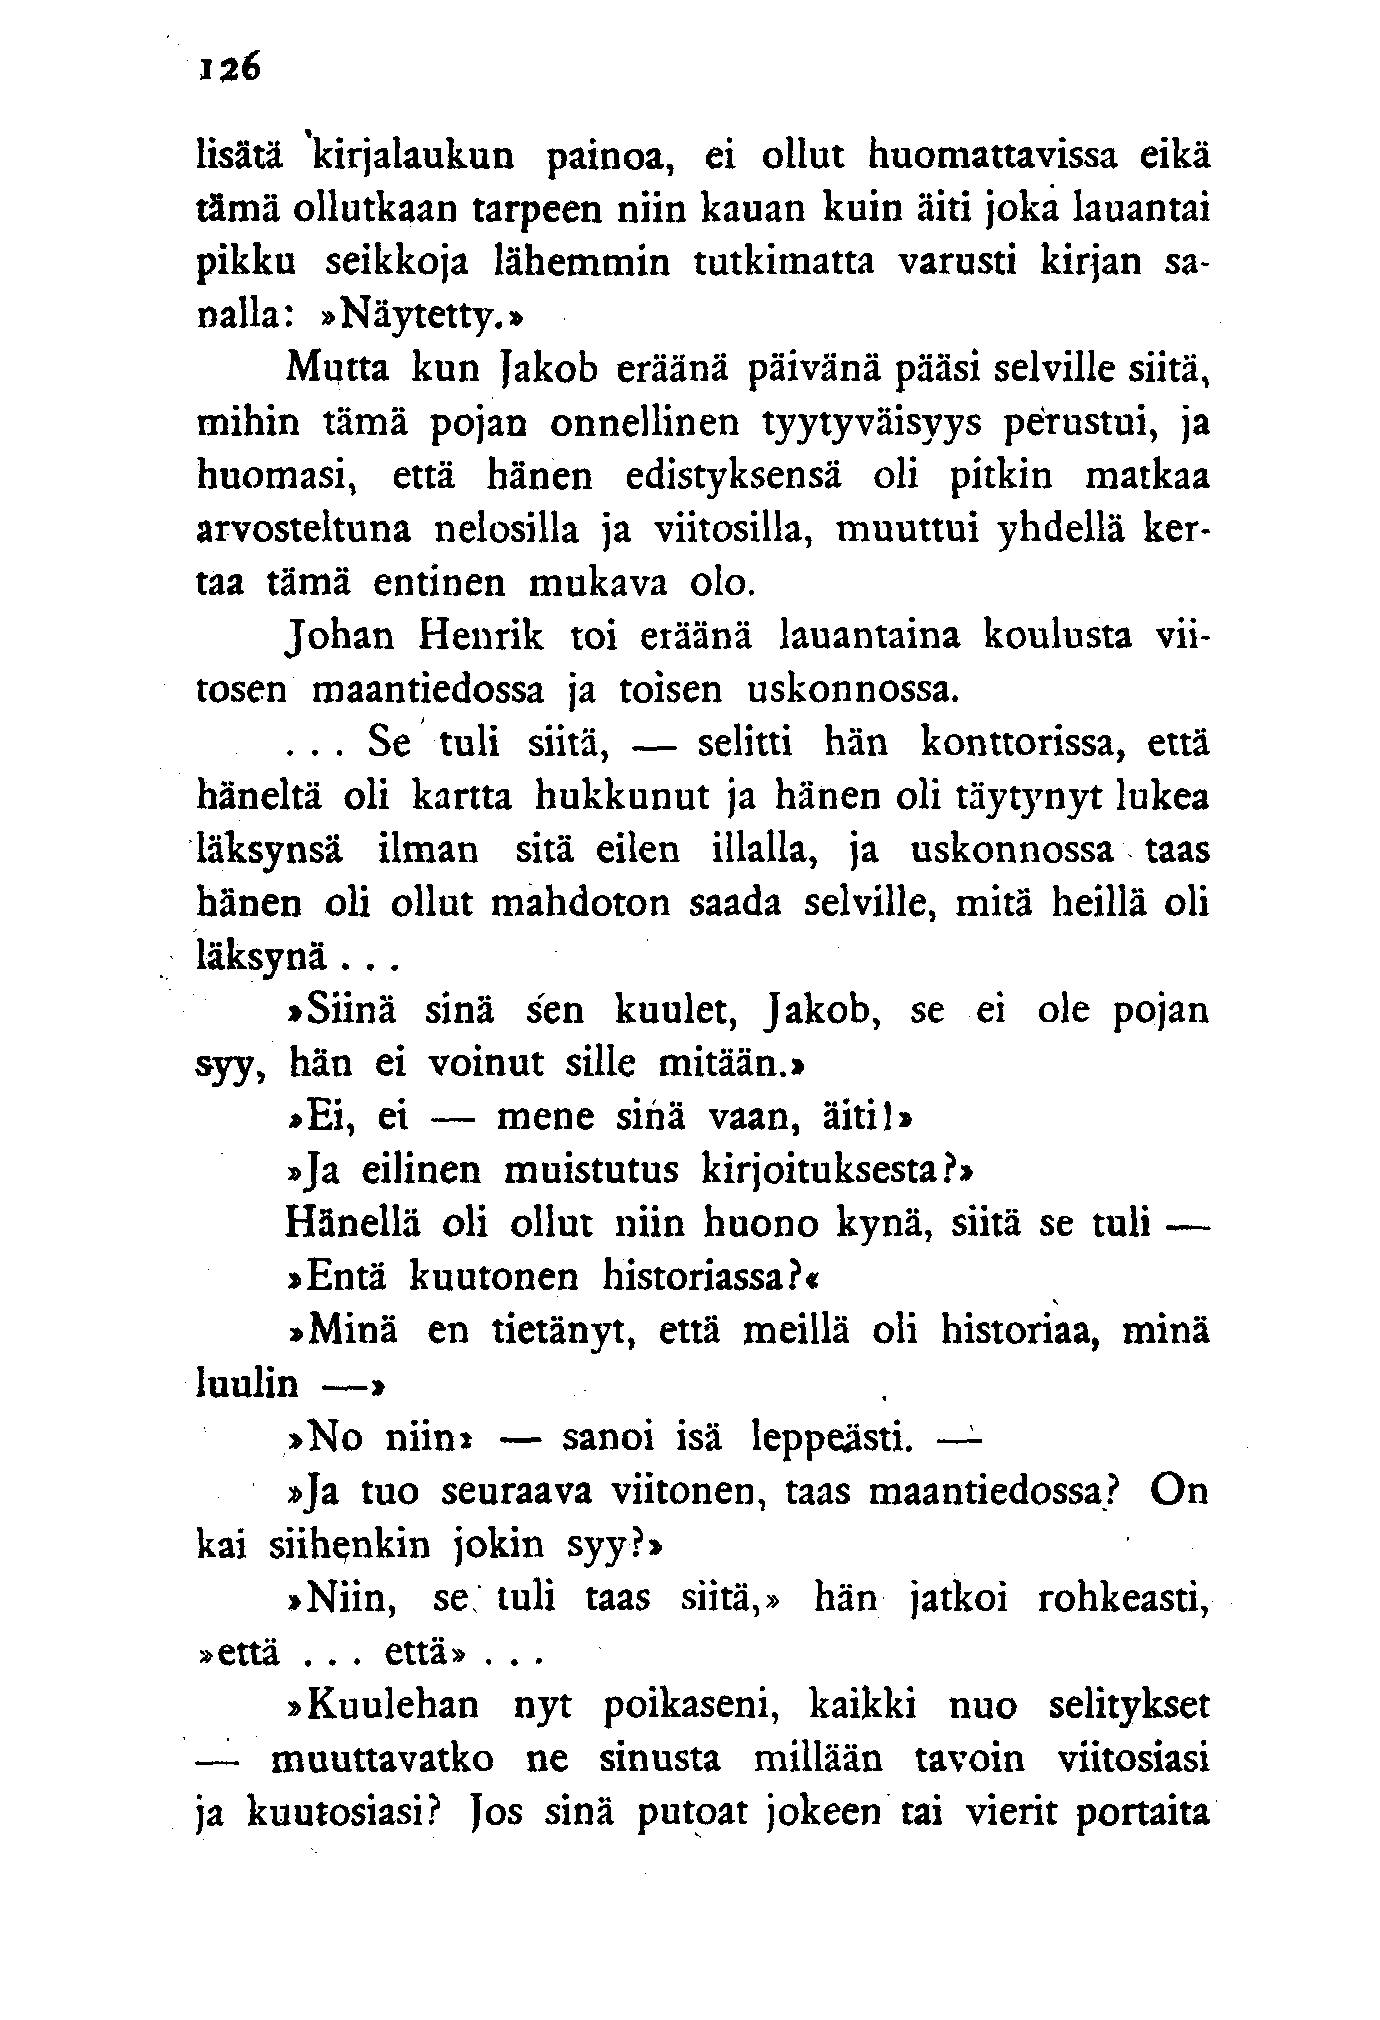 126
lisätä kirjalaukun painoa, ei ollut huomattavissa eikä
tämä ollutkaan tarpeen niin kauan kuin äiti joka lauantai
pikku seikkoja lähemmin tutkimatta varusti kirjan sa-
nalla: »Näytetty.»
Mutta kun Jakob eräänä päivänä pääsi selville siitä,
mihin tämä pojan onnellinen tyytyväisyys perustui, ja
huomasi, että hänen edistyksensä oli pitkin matkaa
arvosteltuna nelosilla ja viitosilla, muuttui yhdellä ker-
taa tämä entinen mukava olo.
Johan Henrik toi eräänä lauantaina koulusta vii-
tosen maantiedossa ja toisen uskonnossa.
. . . Se tuli siitä, — selitti hän konttorissa, että
häneltä oli kartta hukkunut ja hänen oli täytynyt lukea
läksynsä ilman sitä eilen illalla, ja uskonnossa taas
hänen oli ollut mahdoton saada selville, mitä heillä oli
läksynä . . .
»Siinä sinä sen kuulet, Jakob, se ei ole pojan
syy, hän ei voinut sille mitään.»
»Ei, ei — mene sinä vaan, äiti!»
»Ja eilinen muistutus kirjoituksesta?»
Hänellä oli ollut niin huono kynä, siitä se tuli —
»Entä kuutonen historiassa?«
»Minä en tietänyt, että meillä oli historiaa, minä
luulin —»
»No niin» — sanoi isä leppeästi. —
»Ja tuo seuraava viitonen, taas maantiedossa? On
kai siihenkin jokin syy?»
»Niin, se tuli taas siitä,» hän jatkoi rohkeasti,
»että . . . että» . . .
»Kuulehan nyt poikaseni, kaikki nuo selitykset
— muuttavatko ne sinusta millään tavoin viitosiasi
ja kuutosiasi? Jos sinä putoat jokeen tai vierit portaita